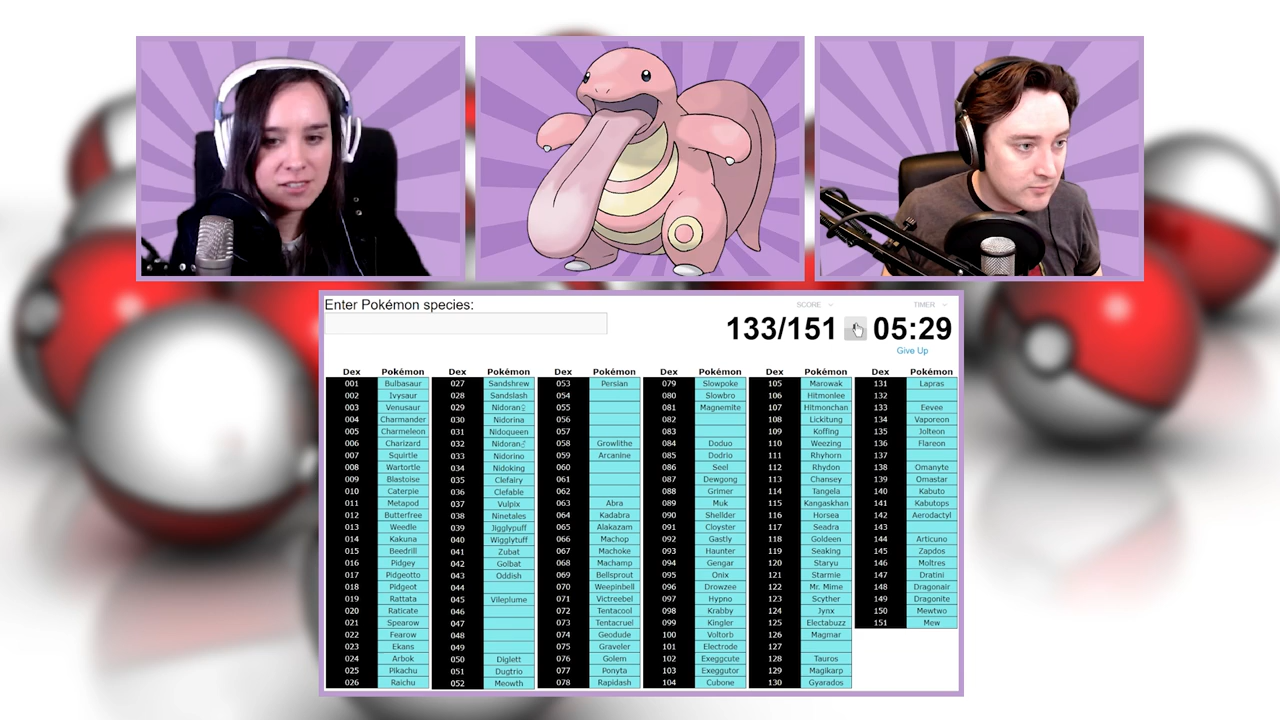 Enter Pokémon species:
SCORE
TIMER
133/151
05:29
Give Up
Dex Pokémon Dex Pokémon Dex Pokémon Dex Pokémon Dex Pokémon Dex Pokémon
001 Bulbasaur 027 Sandshrew 053 Persian 079 Slowpoke 105 Marowak 131 Lapras
002 Ivysaur 028 Sandslash 054 080 Slowbro 106 Hitmonlee 132
003 Venusaur 029 Nidoran♀ 055 081 Magnemite 107 Hitmonchan 133 Eevee
004 Charmander 030 Nidorina 056 082 108 Lickitung 134 Vaporeon
005 Charmeleon 031 Nidoqueen 057 083 109 Koffing 135 Jolteon
006 Charizard 032 Nidoran♂ 058 Growlithe 084 Doduo 110 Weezing 136 Flareon
007 Squirtle 033 Nidorino 059 Arcanine 085 Dodrio 111 Rhyhorn 137
008 Wartortle 034 Nidoking 060 086 Seel 112 Rhydon 138 Omanyte
009 Blastoise 035 Clefairy 061 087 Dewgong 113 Chansey 139 Omastar
010 Caterpie 036 Clefable 062 088 Grimer 114 Tangela 140 Kabuto
011 Metapod 037 Vulpix 063 Abra 089 Muk 115 Kangaskhan 141 Kabutops
012 Butterfree 038 Ninetales 064 Kadabra 090 Shellder 116 Horsea 142 Aerodactyl
013 Weedle 039 Jigglypuff 065 Alakazam 091 Cloyster 117 Seadra 143
014 Kakuna 040 Wigglytuff 066 Machop 092 Gastly 118 Goldeen 144 Articuno
015 Beedrill 041 Zubat 067 Machoke 093 Haunter 119 Seaking 145 Zapdos
016 Pidgey 042 Golbat 068 Machamp 094 Gengar 120 Staryu 146 Moltres
017 Pidgeotto 043 Oddish 069 Bellsprout 095 Onix 121 Starmie 147 Dratini
018 Pidgeot 044 070 Weepinbell 096 Drowzee 122 Mr. Mime 148 Dragonair
019 Rattata 045 Vileplume 071 Victreebel 097 Hypno 123 Scyther 149 Dragonite
020 Raticate 046 072 Tentacool 098 Krabby 124 Jynx 150 Mewtwo
021 Spearow 047 073 Tentacruel 099 Kingler 125 Electabuzz 151 Mew
022 Fearow 048 074 Geodude 100 Voltorb 126 Magmar
023 Ekans 049 075 Graveler 101 Electrode 127
024 Arbok 050 Diglett 076 Golem 102 Exeggcute 128 Tauros
025 Pikachu 051 Dugtrio 077 Ponyta 103 Exeggutor 129 Magikarp
026 Raichu 052 Meowth 078 Rapidash 104 Cubone 130 Gyarados